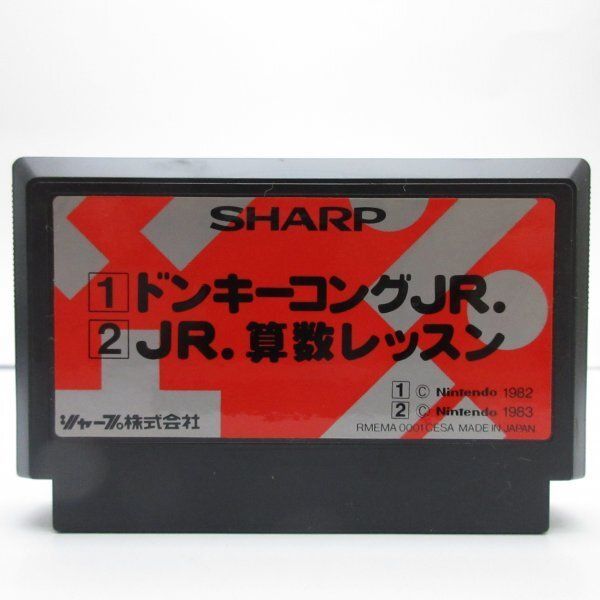 SHARP
1 ドンキーコングJR.
2 JR. 算数レッスン
1 © Nintendo 1982
2 © Nintendo 1983
シャープ株式会社
RMEMA 0001CESA MADE IN JAPAN